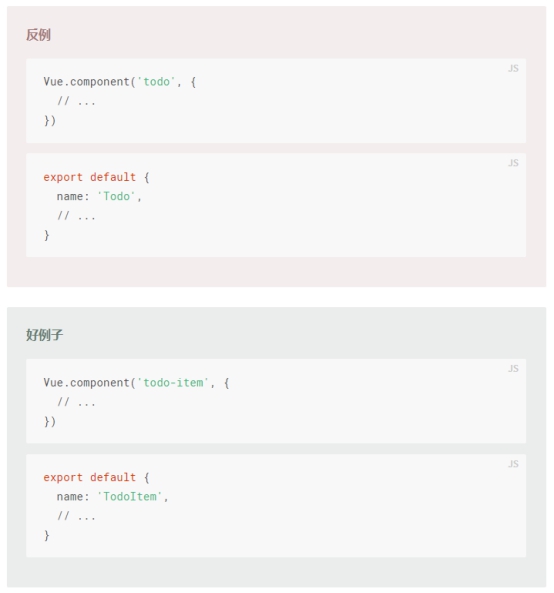 反例
JS
Vue.component('todo', {
  // ...
})
JS
export default {
  name: 'Todo',
  // ...
}
好例子
JS
Vue.component('todo-item', {
  // ...
})
JS
export default {
  name: 'TodoItem',
  // ...
}